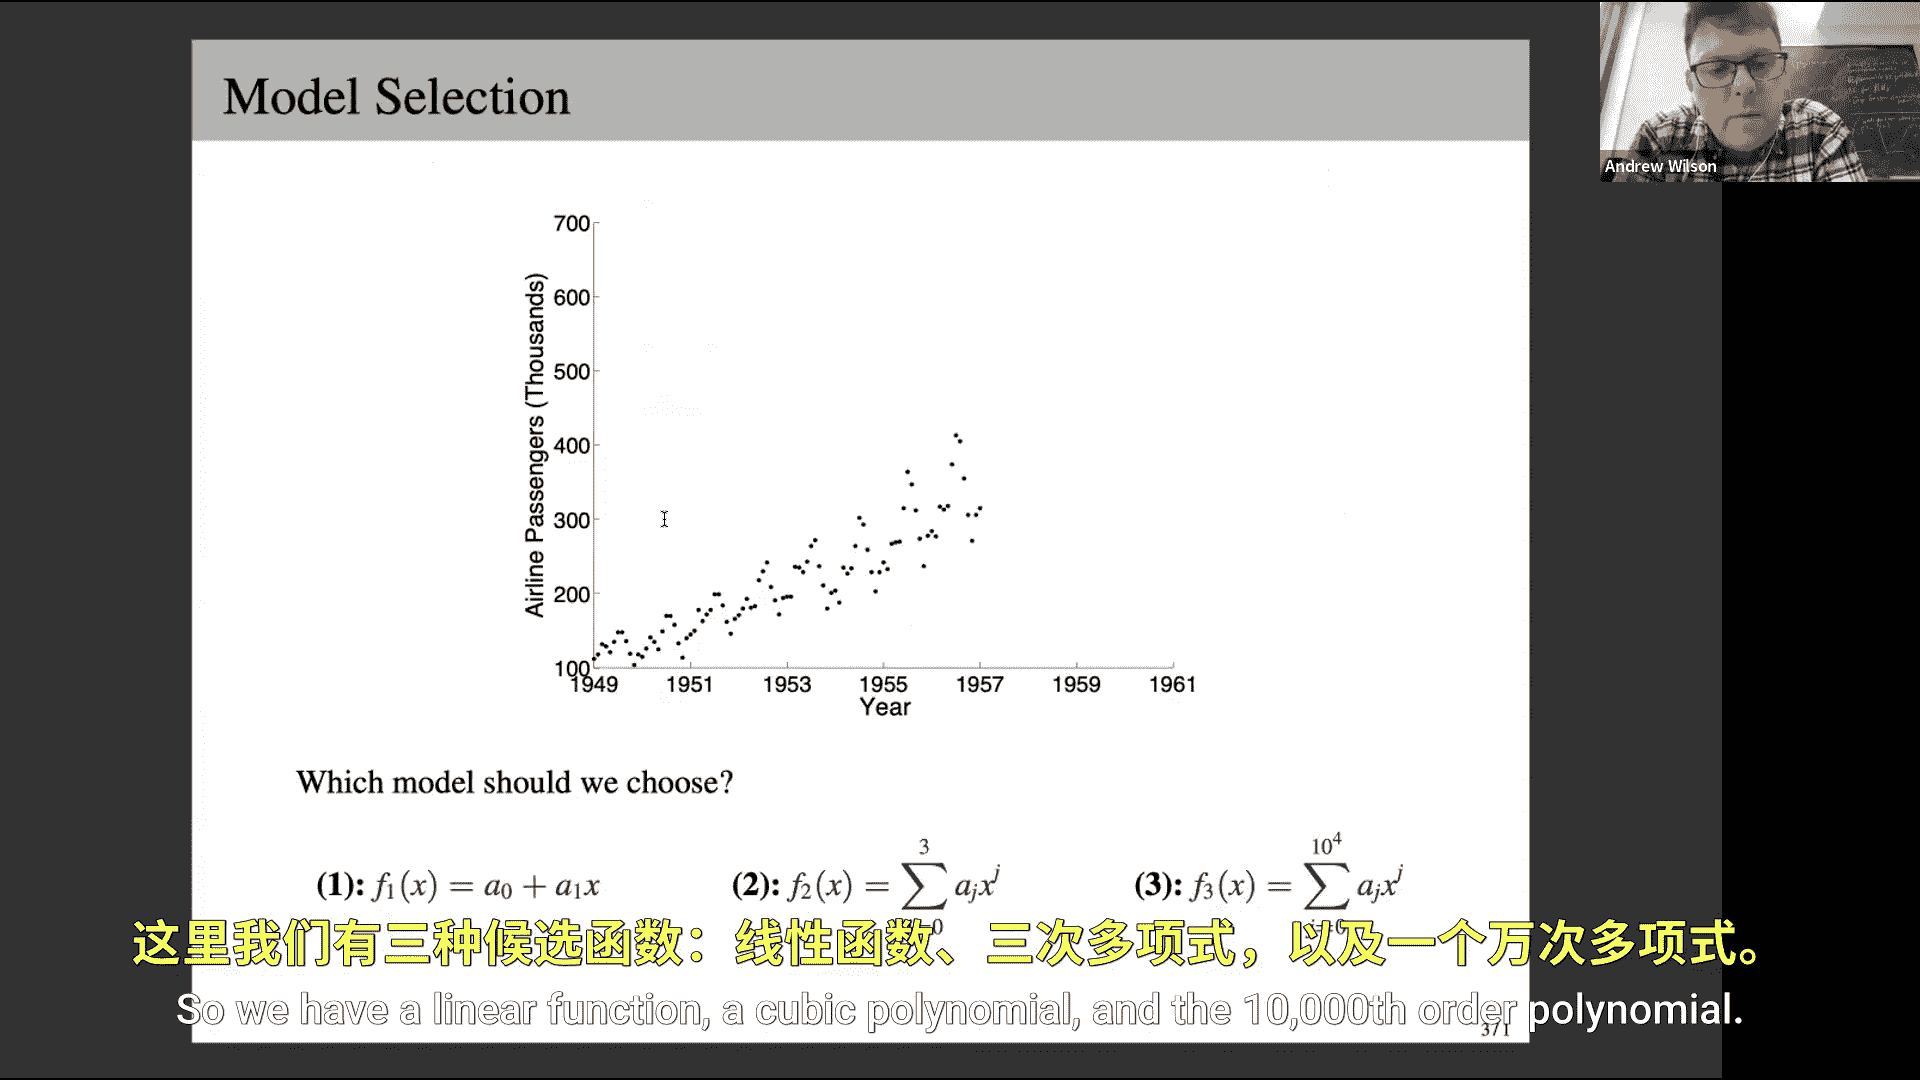 Model Selection
Andrew Wilson
700
600
500
400
300
200
100
Airline Passengers (Thousands)
1949 1951 1953 1955 1957 1959 1961
Year
Which model should we choose?
3 10⁴
(1): f₁(x) = a₀ + a₁x (2): f₂(x) = ∑ aⱼxʲ (3): f₃(x) = ∑ aⱼxʲ
这里我们有三种候选函数：线性函数、三次多项式，以及一个万次多项式。
So we have a linear function, a cubic polynomial, and the 10,000th order polynomial.
3/1